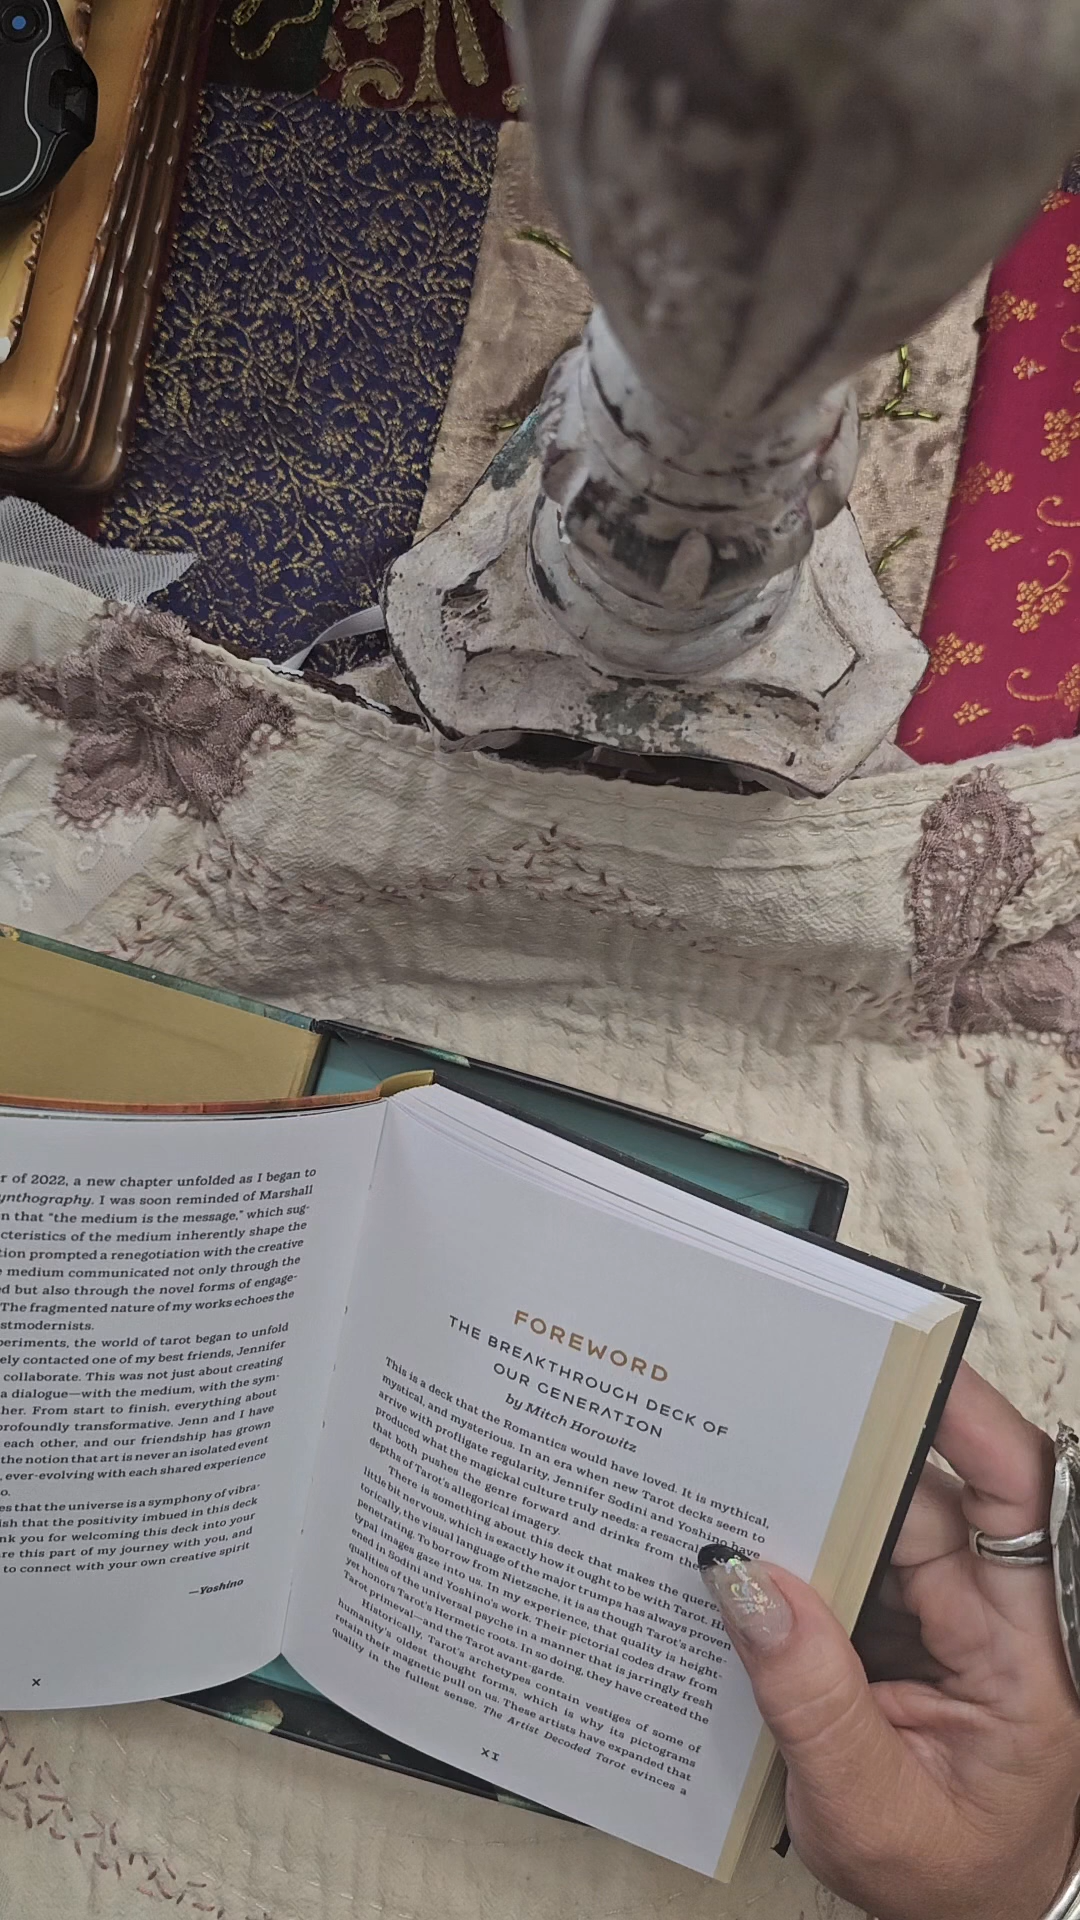 r of 2022, a new chapter unfolded as I began to
ynthography. I was soon reminded of Marshall
n that "the medium is the message," which sug-
cteristics of the medium inherently shape the
tion prompted a renegotiation with the creative
e medium communicated not only through the
ed but also through the novel forms of engage-
The fragmented nature of my works echoes the
stmodernists.
periments, the world of tarot began to unfold
ely contacted one of my best friends, Jennifer
collaborate. This was not just about creating
a dialogue—with the medium, with the sym-
her. From start to finish, everything about
profoundly transformative. Jenn and I have
each other, and our friendship has grown
the notion that art is never an isolated event
, ever-evolving with each shared experience
o.
es that the universe is a symphony of vibra-
ish that the positivity imbued in this deck
nk you for welcoming this deck into your
re this part of my journey with you, and
to connect with your own creative spirit
—Yoshino
X
FOREWORD
THE BREAKTHROUGH DECK OF
OUR GENERATION
by Mitch Horowitz
This is a deck that the Romantics would have loved. It is mythical,
mystical, and mysterious. In an era when new Tarot decks seem to
arrive with profligate regularity, Jennifer Sodini and Yoshino have
produced what the magickal culture truly needs: a resacral
that both pushes the genre forward and drinks from the
depths of Tarot's allegorical imagery.
There is something about this deck that makes the quere-
little bit nervous, which is exactly how it ought to be with Tarot. Hi
torically, the visual language of the major trumps has always proven
penetrating. To borrow from Nietzsche, it is as though Tarot's arche-
typal images gaze into us. In my experience, that quality is height-
ened in Sodini and Yoshino's work. Their pictorial codes draw from
qualities of the universal psyche in a manner that is jarringly fresh
yet honors Tarot's Hermetic roots. In so doing, they have created the
Tarot primeval—and the Tarot avant-garde.
Historically, Tarot's archetypes contain vestiges of some of
humanity's oldest thought forms, which is why its pictograms
retain their magnetic pull on us. These artists have expanded that
quality in the fullest sense. The Artist Decoded Tarot evinces a
XI